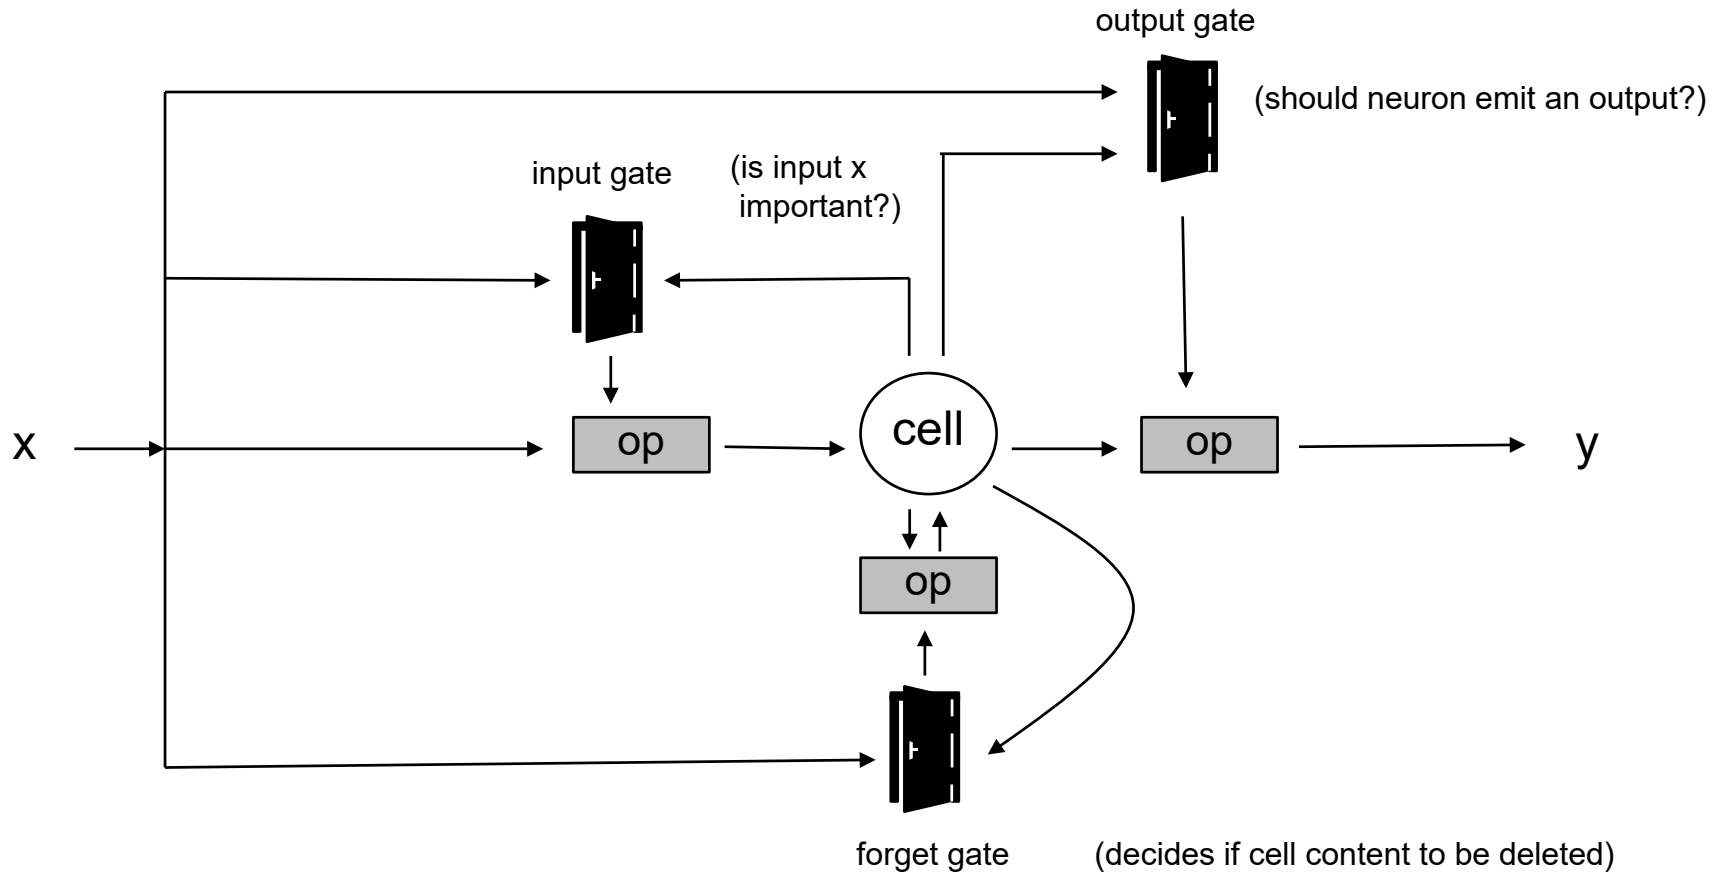 output gate
(should neuron emit an output?)
input gate
(is input x
important?)
x
op
cell
op
y
op
forget gate
(decides if cell content to be deleted)